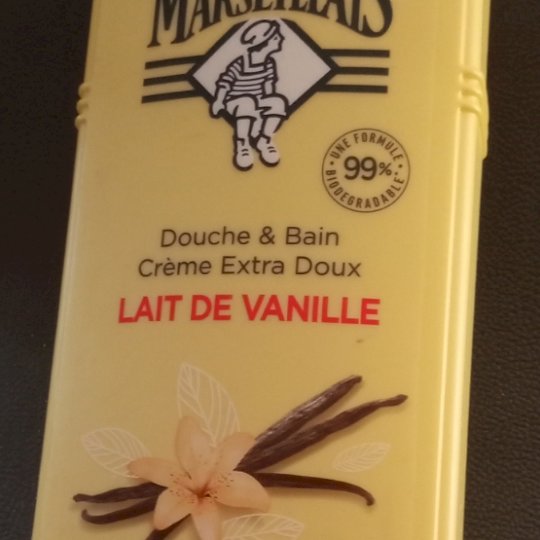 MARSEILLAIS
UNE FORMULE
99%
BIODEGRADABLE
Douche & Bain
Crème Extra Doux
LAIT DE VANILLE